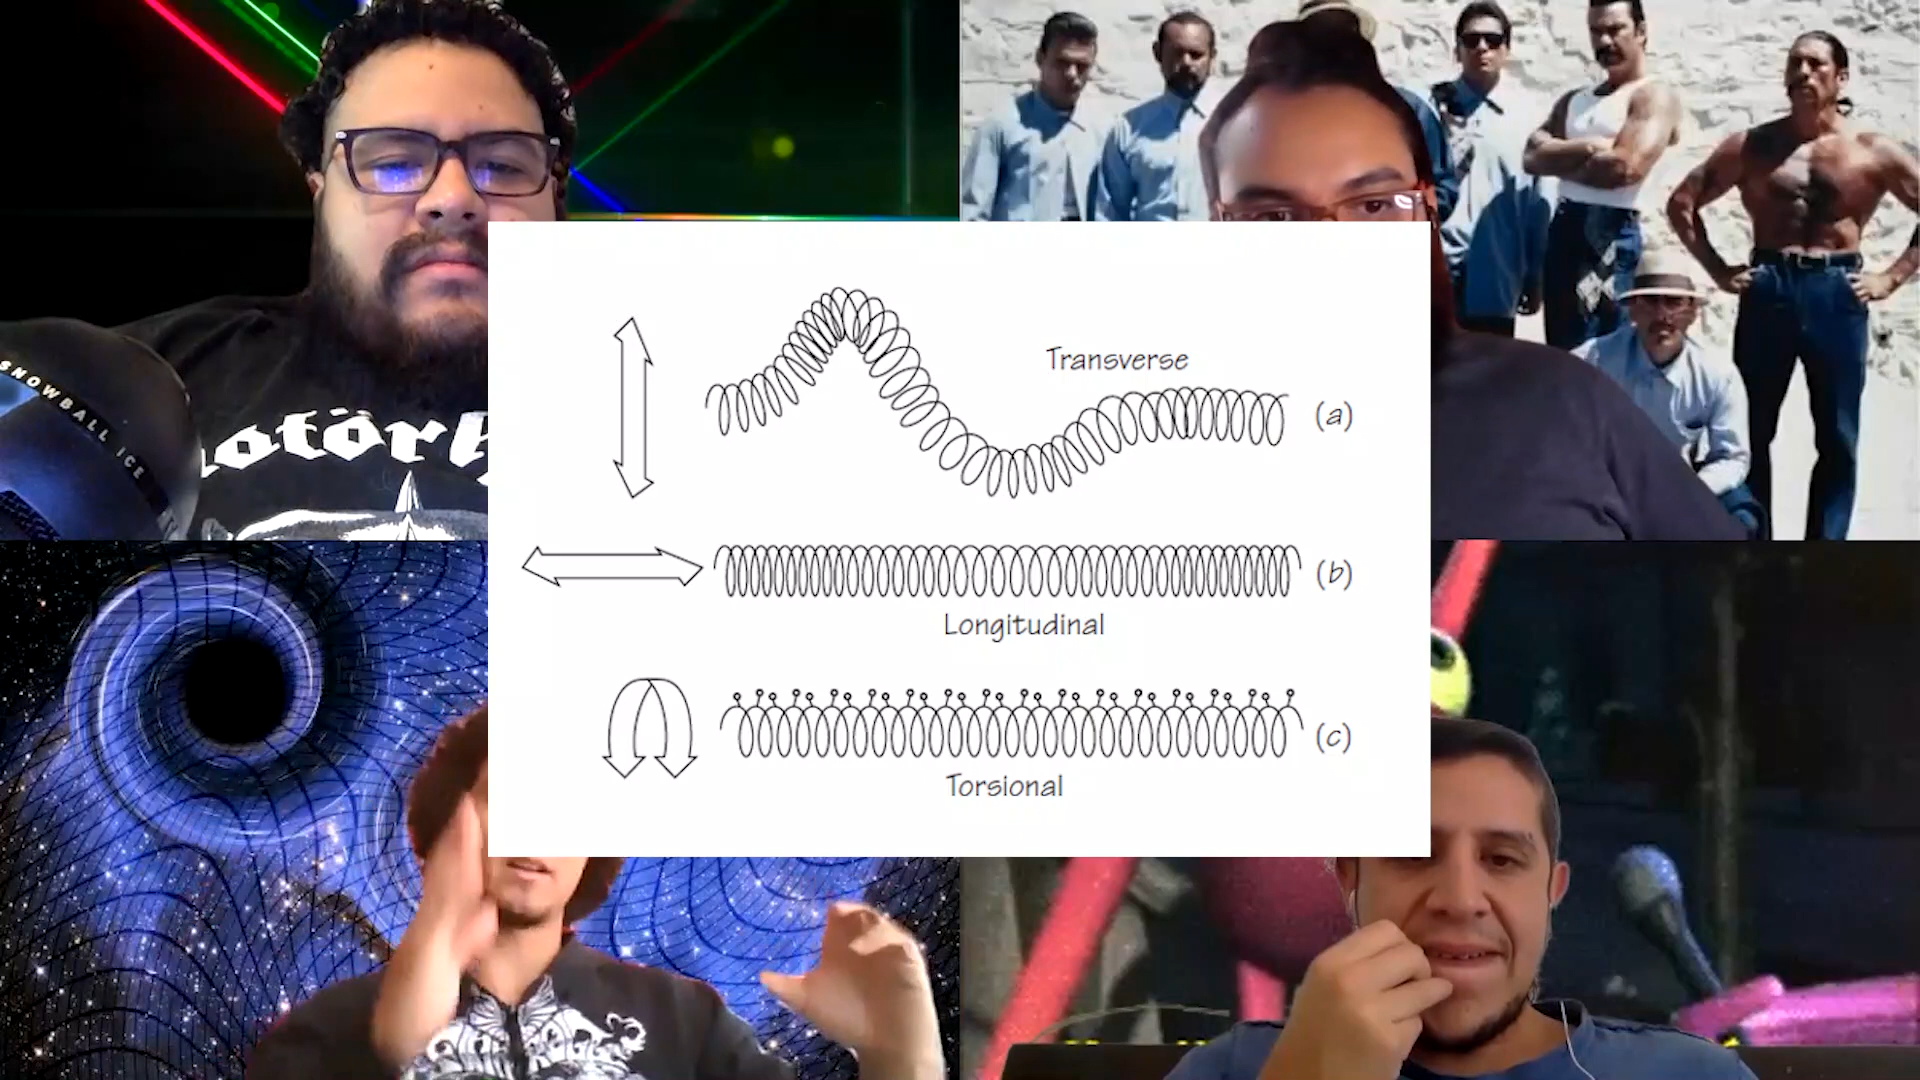 SNOWBALL iCE
Transverse
(a)
(b)
Longitudinal
(c)
Torsional